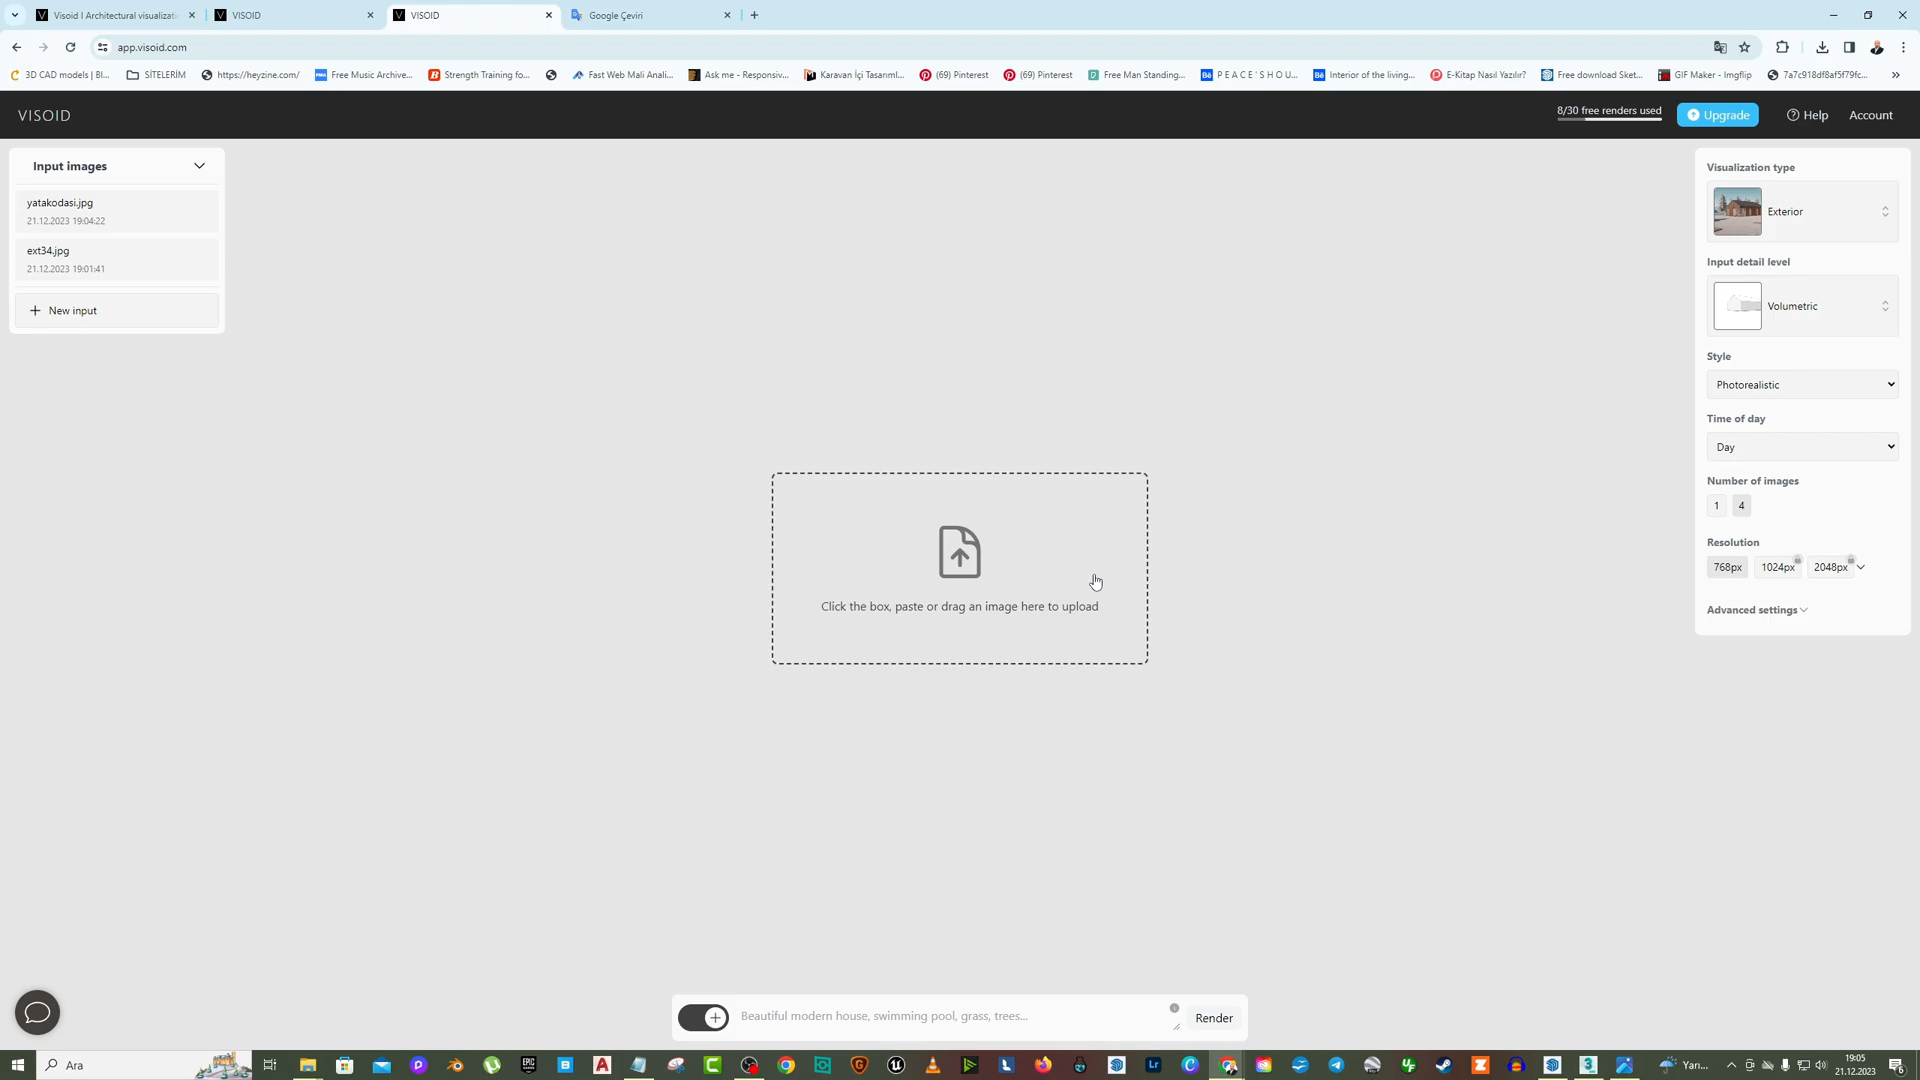 Visoid I Architectural visualizati
VISOID
VISOID
Google Çeviri
app.visoid.com
3D CAD models | Bl...
SİTELERİM
https://heyzine.com/
Free Music Archive...
Strength Training fo...
Fast Web Mali Anali...
Ask me - Responsiv...
Karavan İçi Tasarıml...
(69) Pinterest
(69) Pinterest
Free Man Standing...
P E A C E ' S H O U...
Interior of the living...
E-Kitap Nasıl Yazılır?
Free download Sket...
GIF Maker - Imgflip
7a7c918df8af5f79fc...
VISOID
8/30 free renders used
Upgrade
Help
Account
Input images
yatakodasi.jpg
21.12.2023 19:04:22
ext34.jpg
21.12.2023 19:01:41
New input
Click the box, paste or drag an image here to upload
Visualization type
Exterior
Input detail level
Volumetric
Style
Photorealistic
Time of day
Day
Number of images
1 4
Resolution
768px 1024px 2048px
Advanced settings
Beautiful modern house, swimming pool, grass, trees...
Render
Ara
Yarı...
19:05
21.12.2023
6